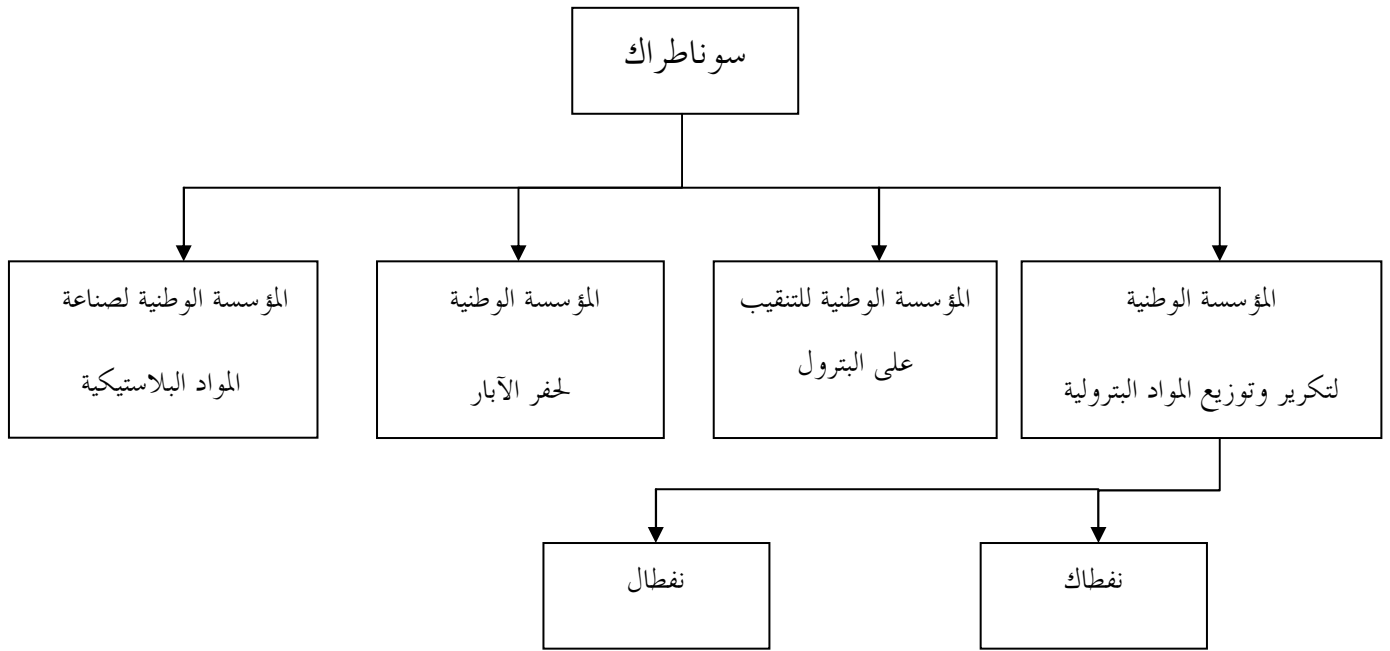 سوناطراك
المؤسسة الوطنية
لتكرير وتوزيع المواد البترولية
المؤسسة الوطنية للتنقيب
على البترول
المؤسسة الوطنية
لحفر الآبار
المؤسسة الوطنية لصناعة
المواد البلاستيكية
نفطاك
نفطال